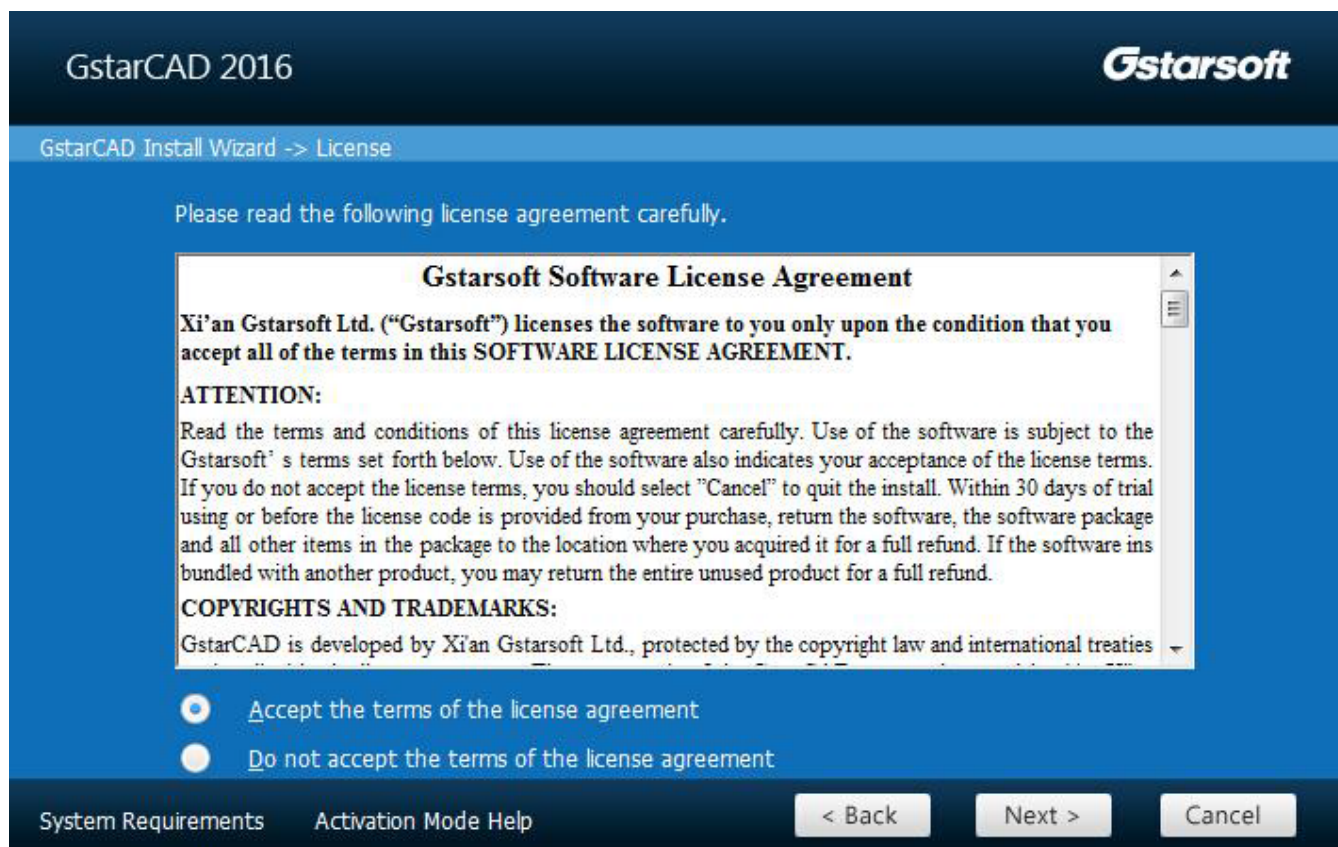 GstarCAD 2016
Gstarsoft
GstarCAD Install Wizard -> License
Please read the following license agreement carefully.
Gstarsoft Software License Agreement
Xi’an Gstarsoft Ltd. (“Gstarsoft”) licenses the software to you only upon the condition that you
accept all of the terms in this SOFTWARE LICENSE AGREEMENT.
ATTENTION:
Read the terms and conditions of this license agreement carefully. Use of the software is subject to the
Gstarsoft’ s terms set forth below. Use of the software also indicates your acceptance of the license terms.
If you do not accept the license terms, you should select ”Cancel” to quit the install. Within 30 days of trial
using or before the license code is provided from your purchase, return the software, the software package
and all other items in the package to the location where you acquired it for a full refund. If the software ins
bundled with another product, you may return the entire unused product for a full refund.
COPYRIGHTS AND TRADEMARKS:
GstarCAD is developed by Xi'an Gstarsoft Ltd., protected by the copyright law and international treaties
Accept the terms of the license agreement
Do not accept the terms of the license agreement
System Requirements
Activation Mode Help
< Back
Next >
Cancel